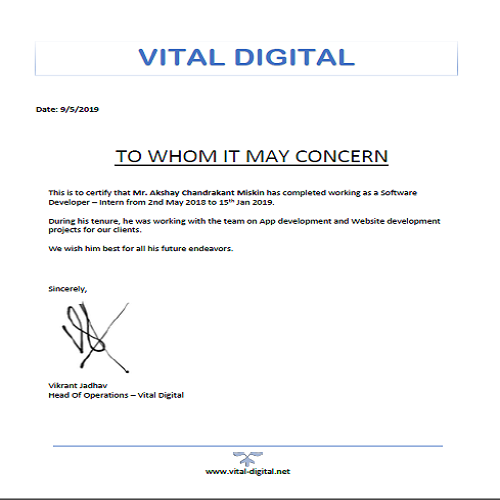 VITAL DIGITAL
Date: 9/5/2019
TO WHOM IT MAY CONCERN
This is to certify that Mr. Akshay Chandrakant Miskin has completed working as a Software
Developer – Intern from 2nd May 2018 to 15th Jan 2019.
During his tenure, he was working with the team on App development and Website development
projects for our clients.
We wish him best for all his future endeavors.
Sincerely,
Vikrant Jadhav
Head Of Operations – Vital Digital
www.vital-digital.net